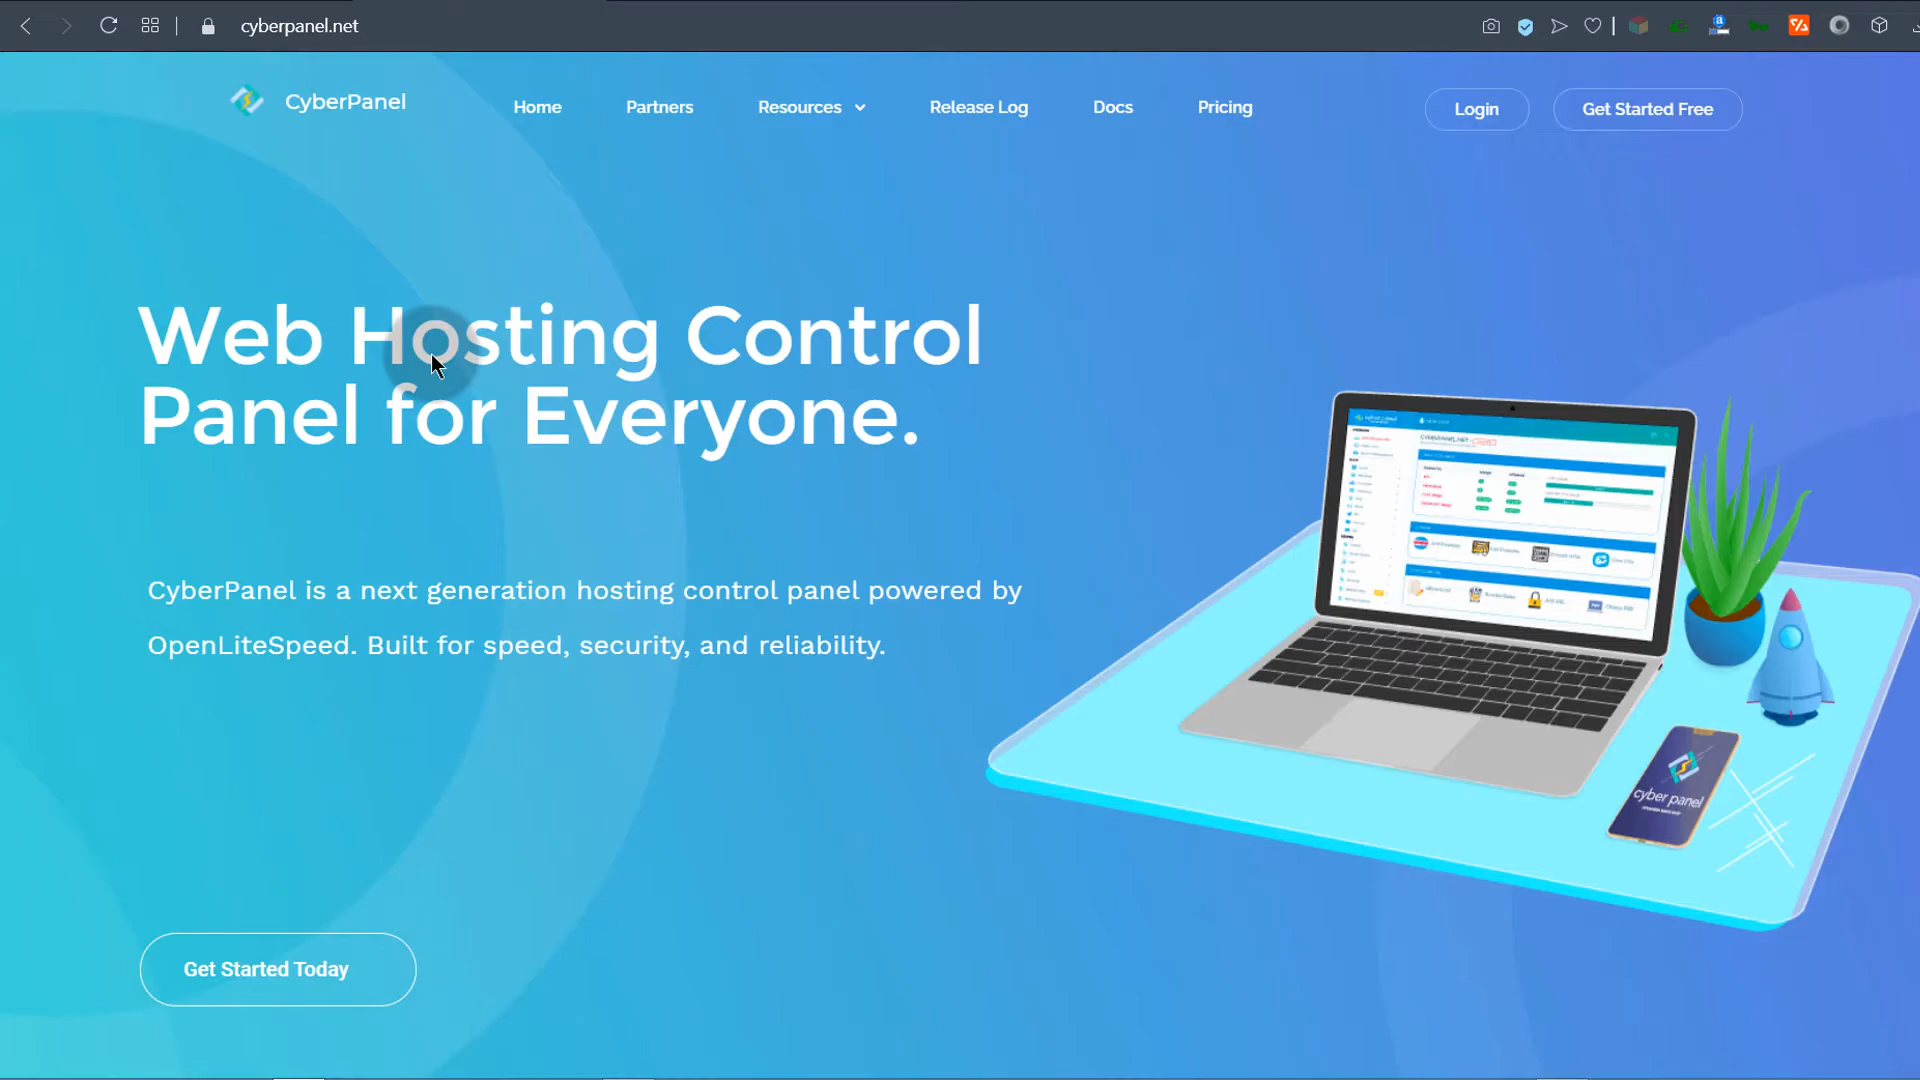 cyberpanel.net
CyberPanel
Home
Partners
Resources
Release Log
Docs
Pricing
Login
Get Started Free
Web Hosting Control
Panel for Everyone.
CyberPanel is a next generation hosting control panel powered by
OpenLiteSpeed. Built for speed, security, and reliability.
cyber panel
Get Started Today